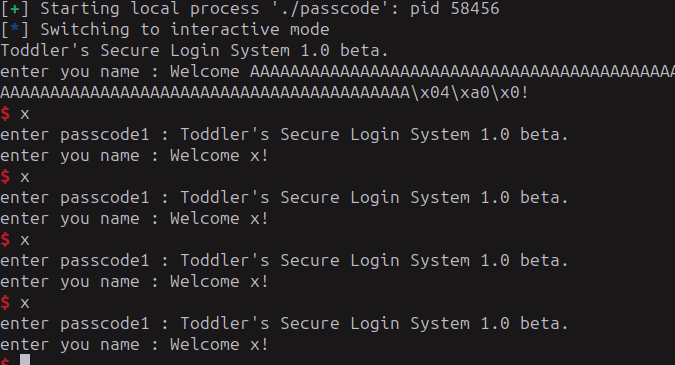 [+] Starting local process './passcode': pid 58456
[*] Switching to interactive mode
Toddler's Secure Login System 1.0 beta.
enter you name : Welcome AAAAAAAAAAAAAAAAAAAAAAAAAAAAAAAAAAAAAAAAAAA
AAAAAAAAAAAAAAAAAAAAAAAAAAAAAAAAAAAAAAAAA\x04\xa0\x0!
$ x
enter passcode1 : Toddler's Secure Login System 1.0 beta.
enter you name : Welcome x!
$ x
enter passcode1 : Toddler's Secure Login System 1.0 beta.
enter you name : Welcome x!
$ x
enter passcode1 : Toddler's Secure Login System 1.0 beta.
enter you name : Welcome x!
$ x
enter passcode1 : Toddler's Secure Login System 1.0 beta.
enter you name : Welcome x!
$